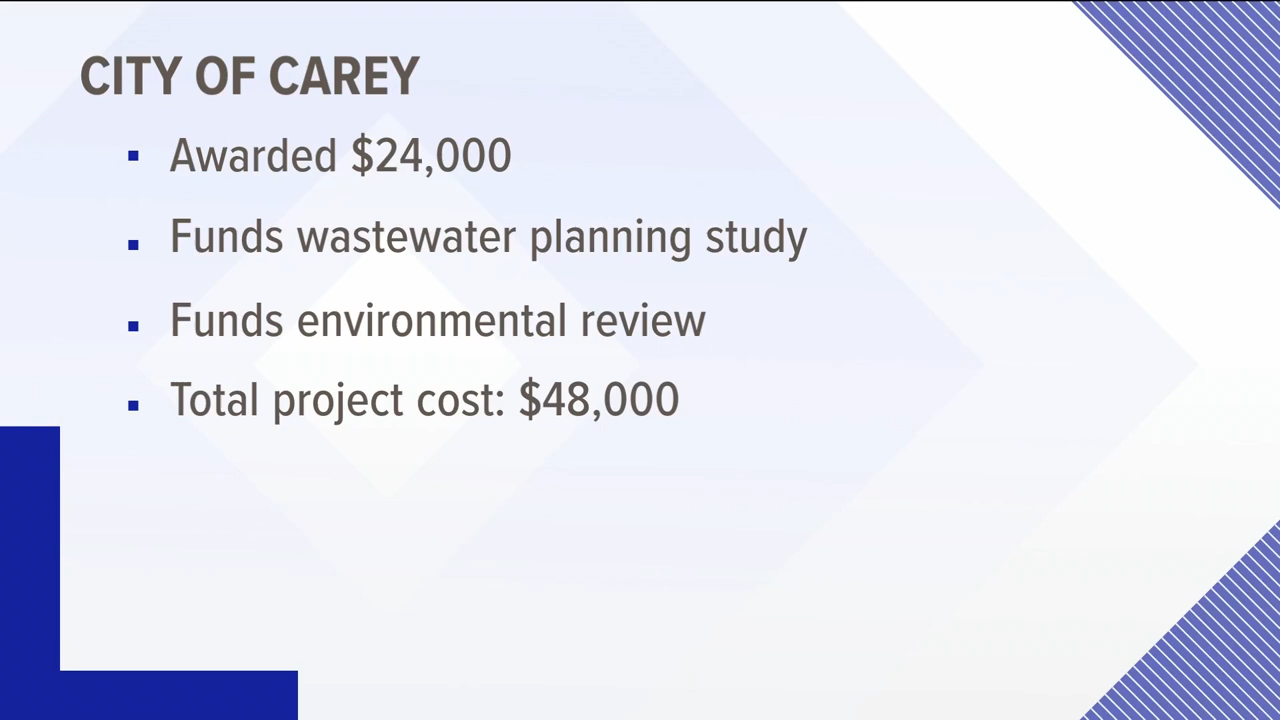 CITY OF CAREY
Awarded $24,000
Funds wastewater planning study
Funds environmental review
Total project cost: $48,000